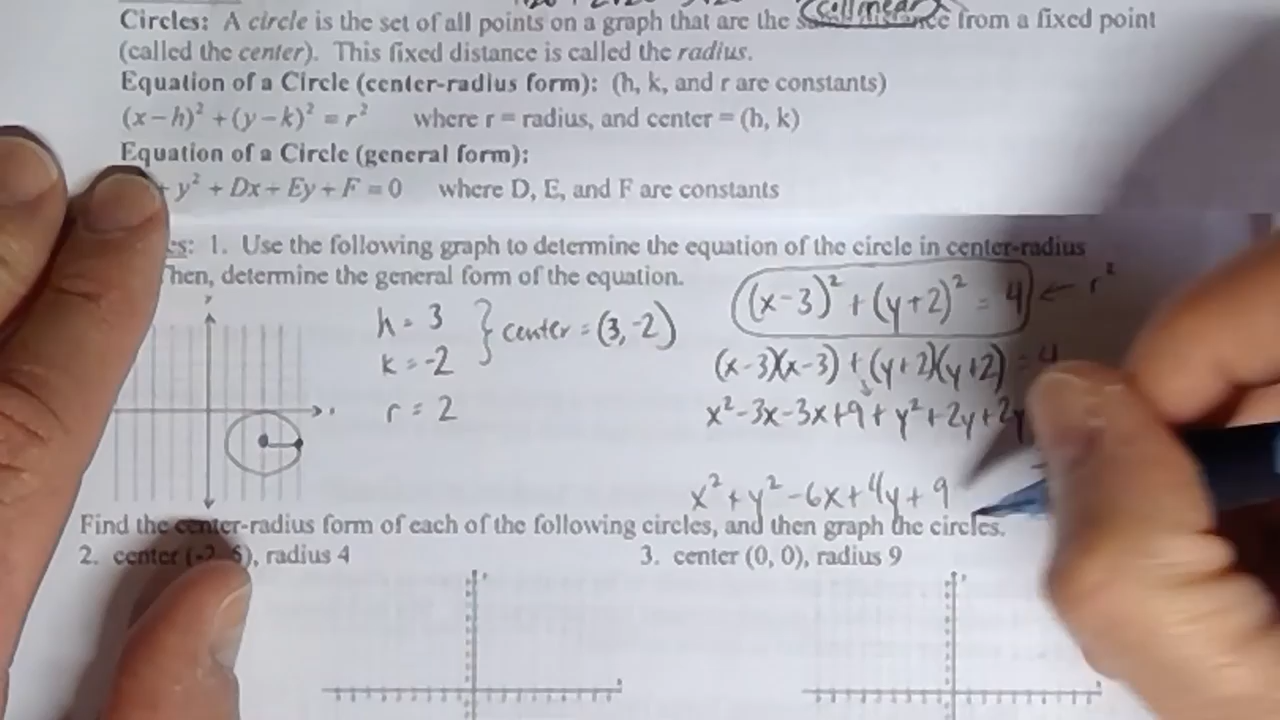 (collinear)
Circles: A circle is the set of all points on a graph that are the from a fixed point
(called the center). This fixed distance is called the radius.
Equation of a Circle (center-radius form): (h, k, and r are constants)
(x-h)² + (y-k)² = r² where r = radius, and center = (h, k)
Equation of a Circle (general form):
+ y² + Dx + Ey + F = 0 where D, E, and F are constants
es: 1. Use the following graph to determine the equation of the circle in center-radius
Then, determine the general form of the equation.
(x-3)² + (y+2)² = 4 ← r²
h = 3 } center = (3,-2)
k = -2
r = 2
(x-3)(x-3) + (y+2)(y+2) = 4
x²-3x-3x+9 + y²+2y+2y
x²+y²-6x+4y+9
Find the center-radius form of each of the following circles, and then graph the circles.
2. center (-2, 6), radius 4
3. center (0, 0), radius 9